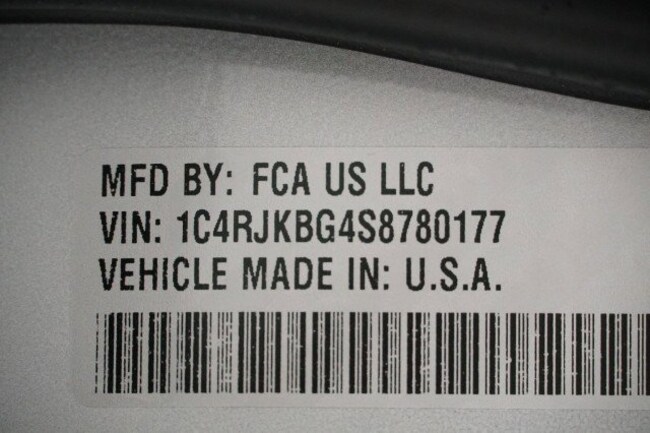 MFD BY: FCA US LLC
VIN: 1C4RJKBG4S8780177
VEHICLE MADE IN: U.S.A.